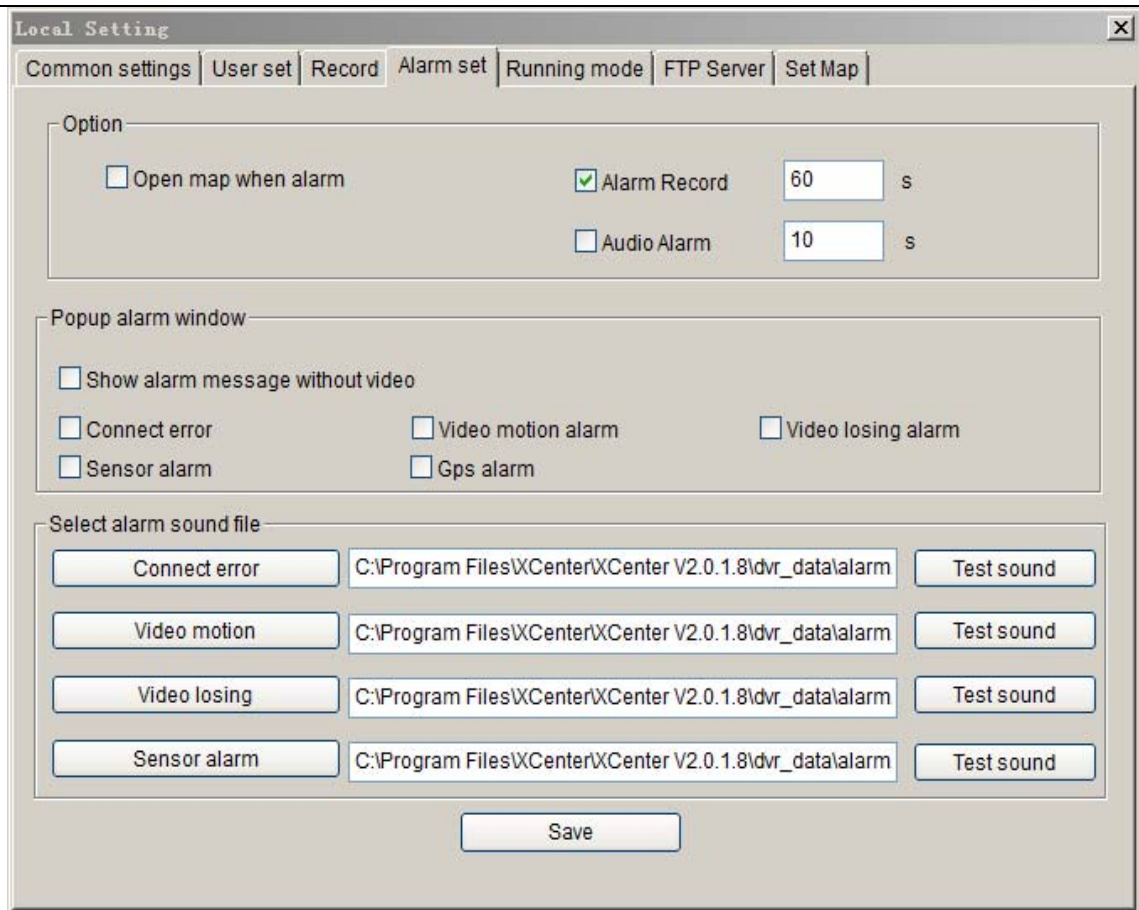 Local Setting
Common settings User set Record Alarm set Running mode FTP Server Set Map
Option
Open map when alarm Alarm Record 60 s
Audio Alarm 10 s
Popup alarm window
Show alarm message without video
Connect error Video motion alarm Video losing alarm
Sensor alarm Gps alarm
Select alarm sound file
Connect error C:\Program Files\XCenter\XCenter V2.0.1.8\dvr_data\alarm Test sound
Video motion C:\Program Files\XCenter\XCenter V2.0.1.8\dvr_data\alarm Test sound
Video losing C:\Program Files\XCenter\XCenter V2.0.1.8\dvr_data\alarm Test sound
Sensor alarm C:\Program Files\XCenter\XCenter V2.0.1.8\dvr_data\alarm Test sound
Save